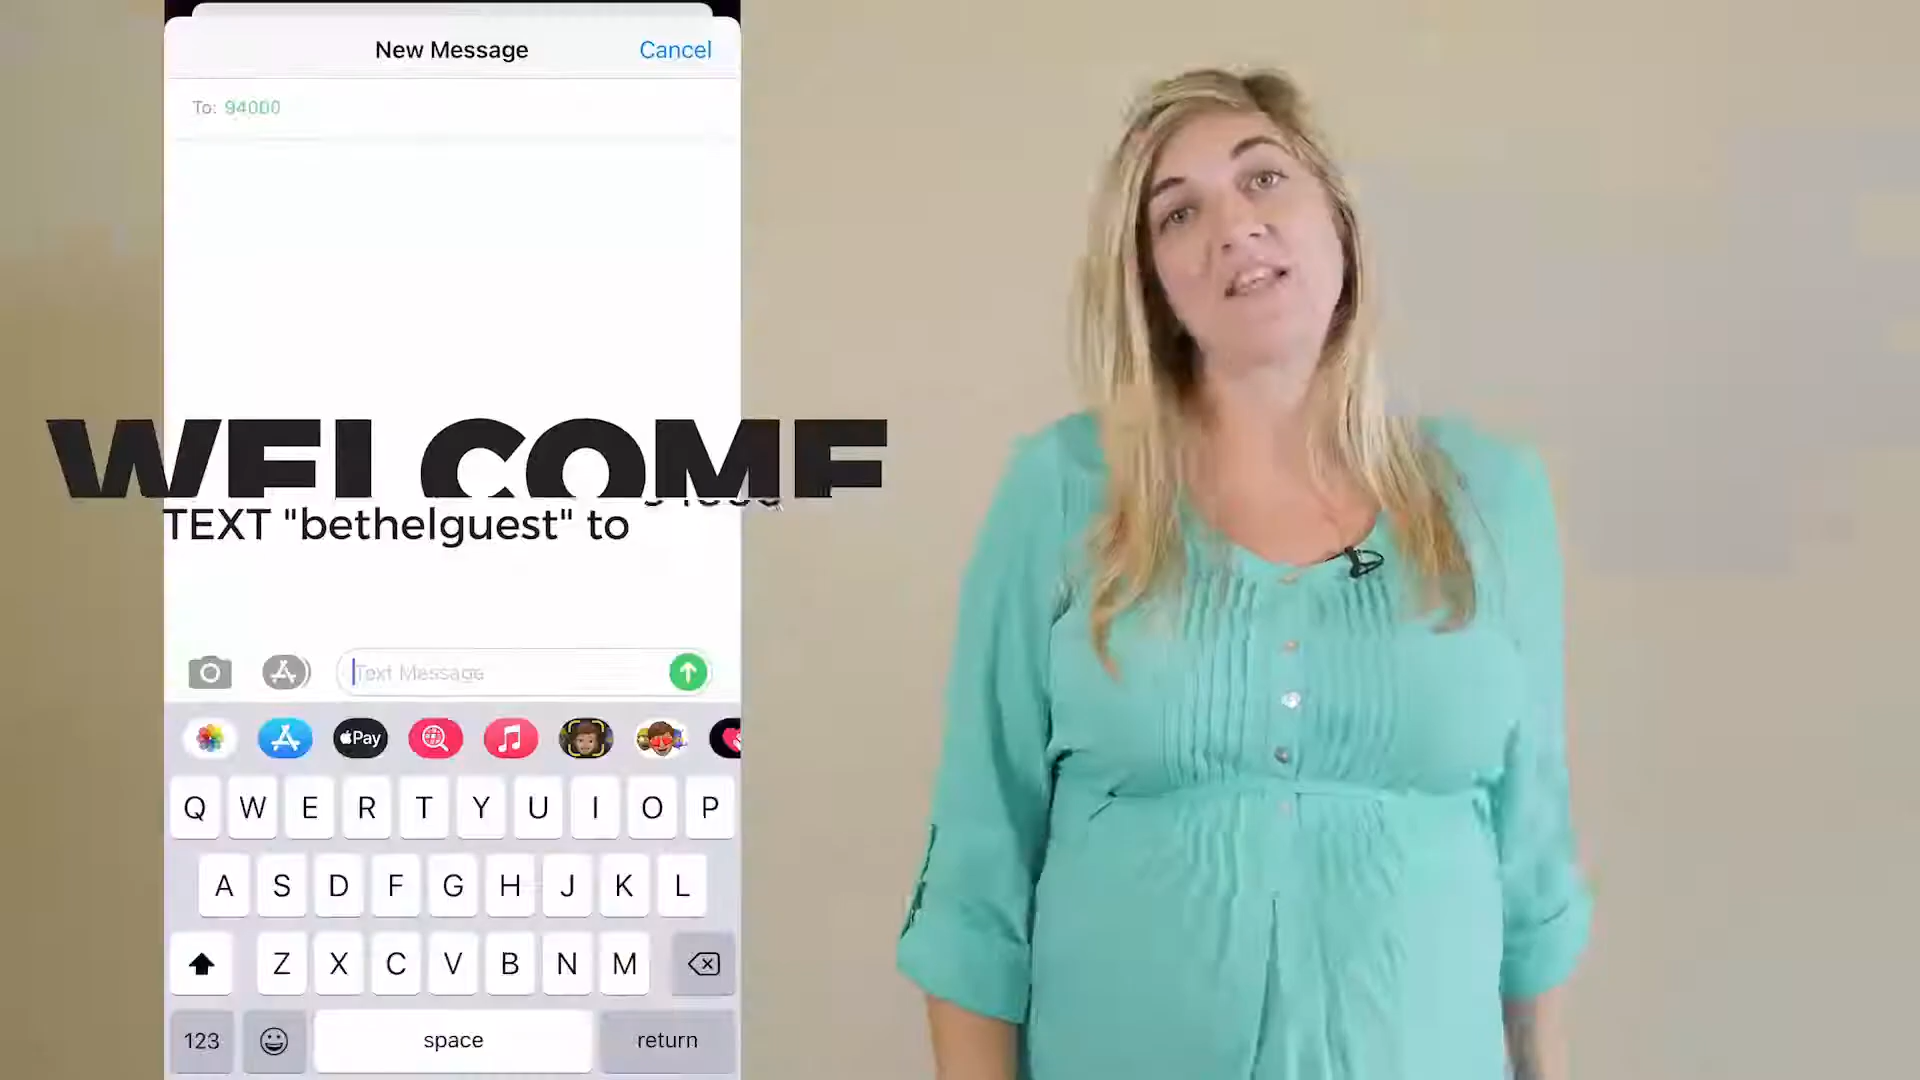 New Message
Cancel
To: 94000
WELCOME
TEXT "bethelguest" to
Text Message
Pay
Q W E R T Y U I O P
A S D F G H J K L
Z X C V B N M
123
space
return